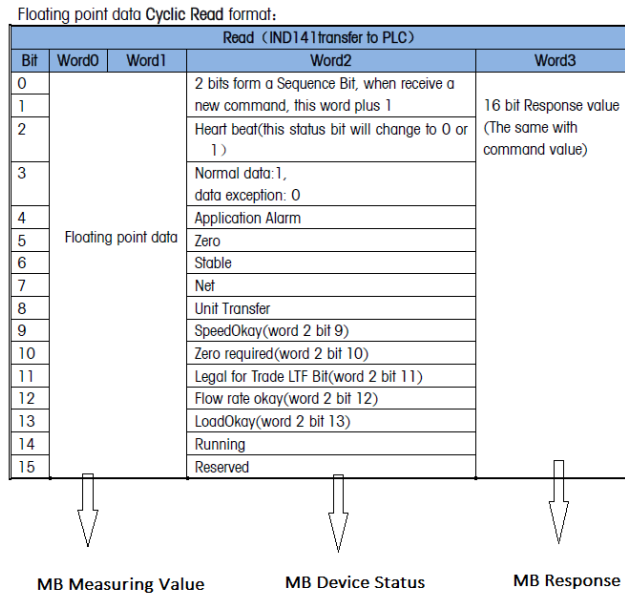 Floating point data Cyclic Read format:
Read (IND141transfer to PLC)
Bit Word0 Word1 Word2 Word3
0 2 bits form a Sequence Bit, when receive a
1 new command, this word plus 1
16 bit Response value
(The same with
command value)
2 Heart beat(this status bit will change to 0 or
1)
3 Normal data:1,
data exception: 0
4 Application Alarm
Floating point data
5 Zero
6 Stable
7 Net
8 Unit Transfer
9 SpeedOkay(word 2 bit 9)
10 Zero required(word 2 bit 10)
11 Legal for Trade LTF Bit(word 2 bit 11)
12 Flow rate okay(word 2 bit 12)
13 LoadOkay(word 2 bit 13)
14 Running
15 Reserved
MB Measuring Value MB Device Status MB Response